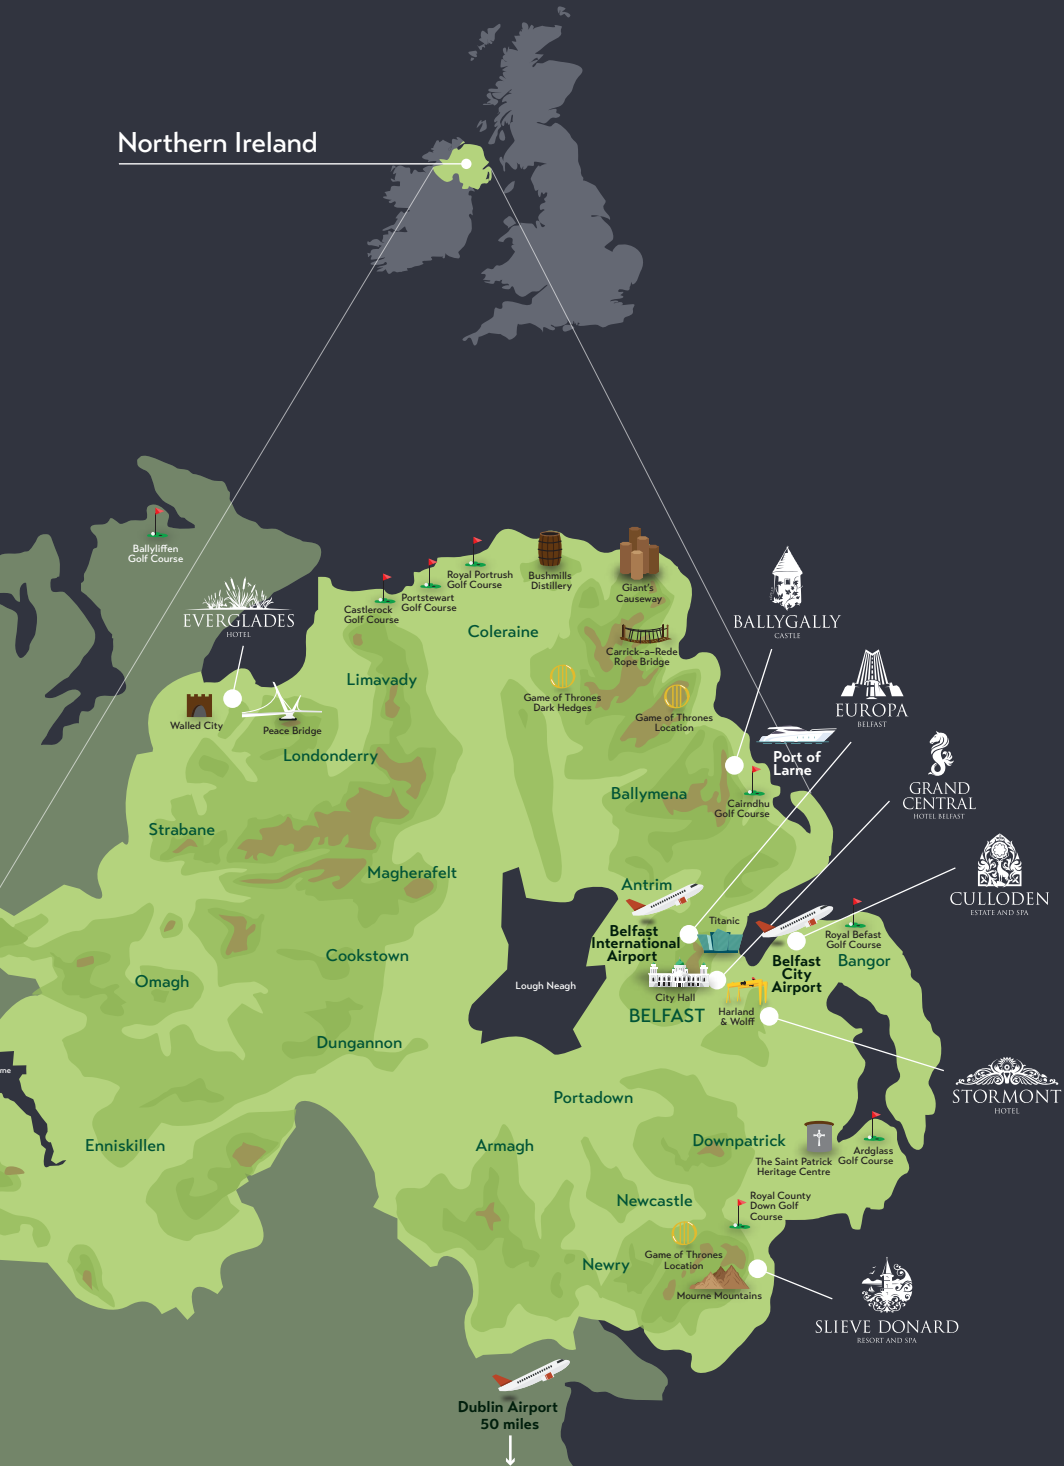 Northern Ireland
Ballyliffen
Golf Course
EVERGLADES
HOTEL
Castlerock
Golf Course
Portstewart
Golf Course
Royal Portrush
Golf Course
Bushmills
Distillery
Giant's
Causeway
BALLYGALLY
CASTLE
Coleraine
Carrick-a-Rede
Rope Bridge
Limavady
Game of Thrones
Dark Hedges
Game of Thrones
Location
EUROPA
BELFAST
Walled City
Peace Bridge
Londonderry
Port of
Larne
Ballymena
Cairndhu
Golf Course
GRAND
CENTRAL
HOTEL BELFAST
Strabane
Magherafelt
Antrim
CULLODEN
ESTATE AND SPA
Belfast
International
Airport
Titanic
Royal Befast
Golf Course
Bangor
Belfast
City
Airport
Cookstown
Omagh
Lough Neagh
City Hall
BELFAST
Harland
& Wolff
Dungannon
me
STORMONT
HOTEL
Portadown
Enniskillen
Armagh
Downpatrick
The Saint Patrick
Heritage Centre
Ardglass
Golf Course
Newcastle
Royal County
Down Golf
Course
Game of Thrones
Location
Newry
Mourne Mountains
SLIEVE DONARD
RESORT AND SPA
Dublin Airport
50 miles